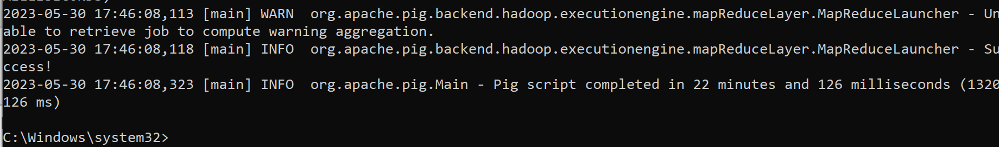 2023-05-30 17:46:08,113 [main] WARN  org.apache.pig.backend.hadoop.executionengine.mapReduceLayer.MapReduceLauncher - Un
able to retrieve job to compute warning aggregation.
2023-05-30 17:46:08,118 [main] INFO  org.apache.pig.backend.hadoop.executionengine.mapReduceLayer.MapReduceLauncher - Su
ccess!
2023-05-30 17:46:08,323 [main] INFO  org.apache.pig.Main - Pig script completed in 22 minutes and 126 milliseconds (1320
126 ms)
C:\Windows\system32>